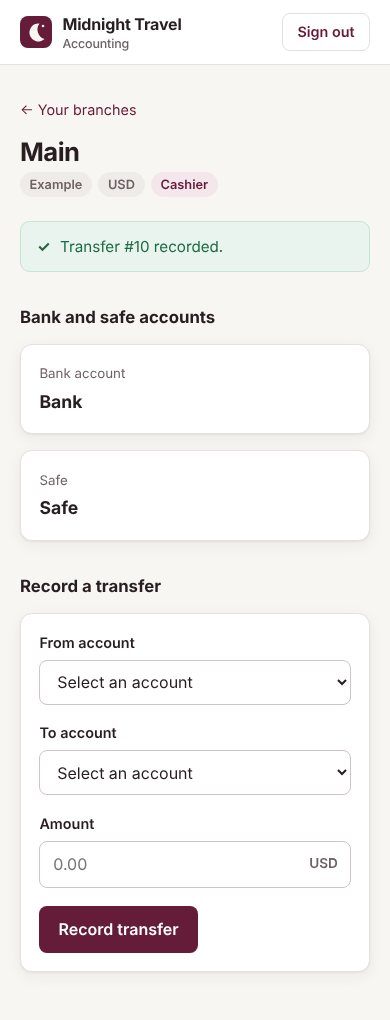 Midnight Travel
Accounting
Sign out
← Your branches
Main
Example
USD
Cashier
✓ Transfer #10 recorded.
Bank and safe accounts
Bank account
Bank
Safe
Safe
Record a transfer
From account
Select an account
To account
Select an account
Amount
0.00
USD
Record transfer